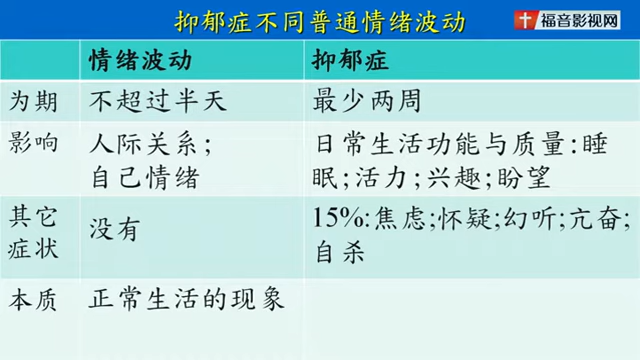 抑郁症不同普通情绪波动
福音影视网
情绪波动 抑郁症
为期 不超过半天 最少两周
影响 人际关系; 日常生活功能与质量:睡
自己情绪 眠;活力;兴趣;盼望
其它 没有 15%:焦虑;怀疑;幻听;亢奋;
症状 自杀
本质 正常生活的现象